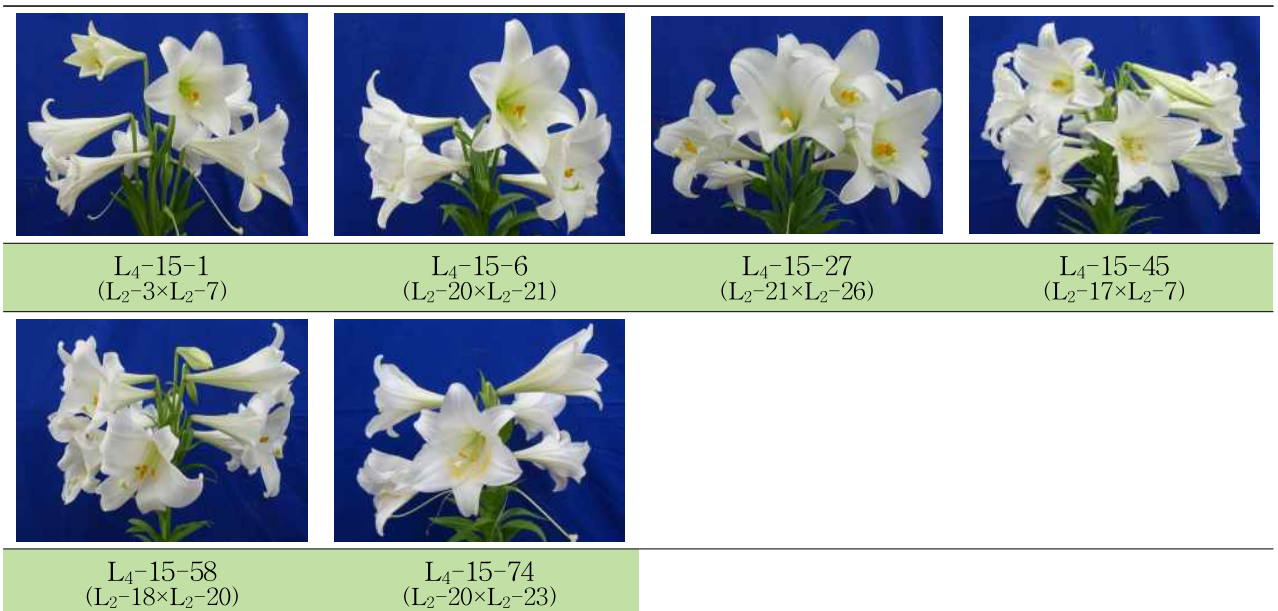 L₄-15-1
(L₂-3×L₂-7)
L₄-15-6
(L₂-20×L₂-21)
L₄-15-27
(L₂-21×L₂-26)
L₄-15-45
(L₂-17×L₂-7)
L₄-15-58
(L₂-18×L₂-20)
L₄-15-74
(L₂-20×L₂-23)